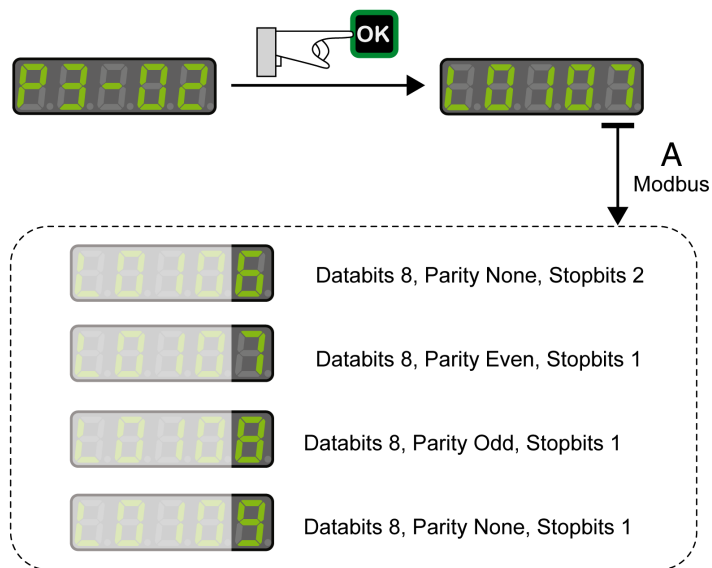 OK
P3-02
L0107
A
Modbus
L0106
Databits 8, Parity None, Stopbits 2
L0107
Databits 8, Parity Even, Stopbits 1
L0108
Databits 8, Parity Odd, Stopbits 1
L0109
Databits 8, Parity None, Stopbits 1